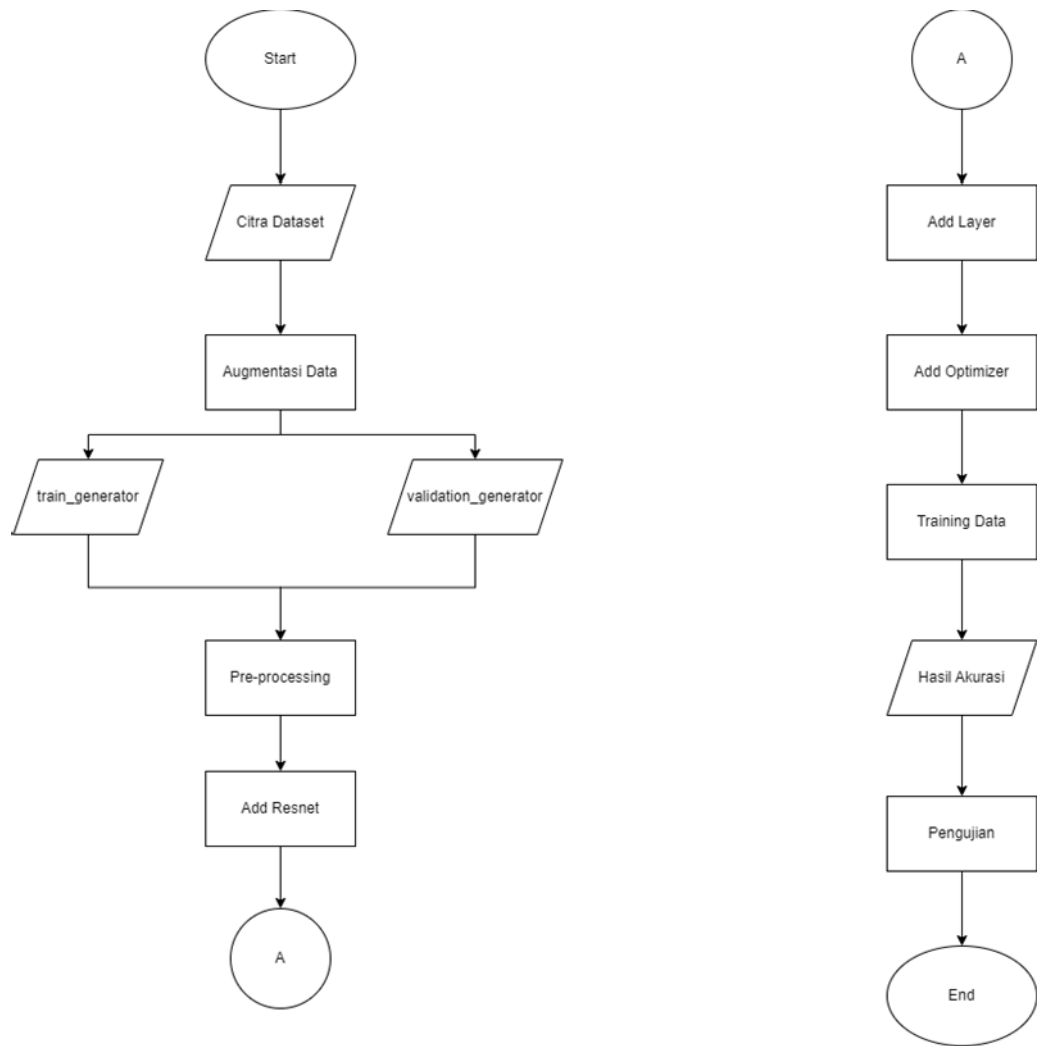 Start
Citra Dataset
Augmentasi Data
train_generator
validation_generator
Pre-processing
Add Resnet
A
A
Add Layer
Add Optimizer
Training Data
Hasil Akurasi
Pengujian
End